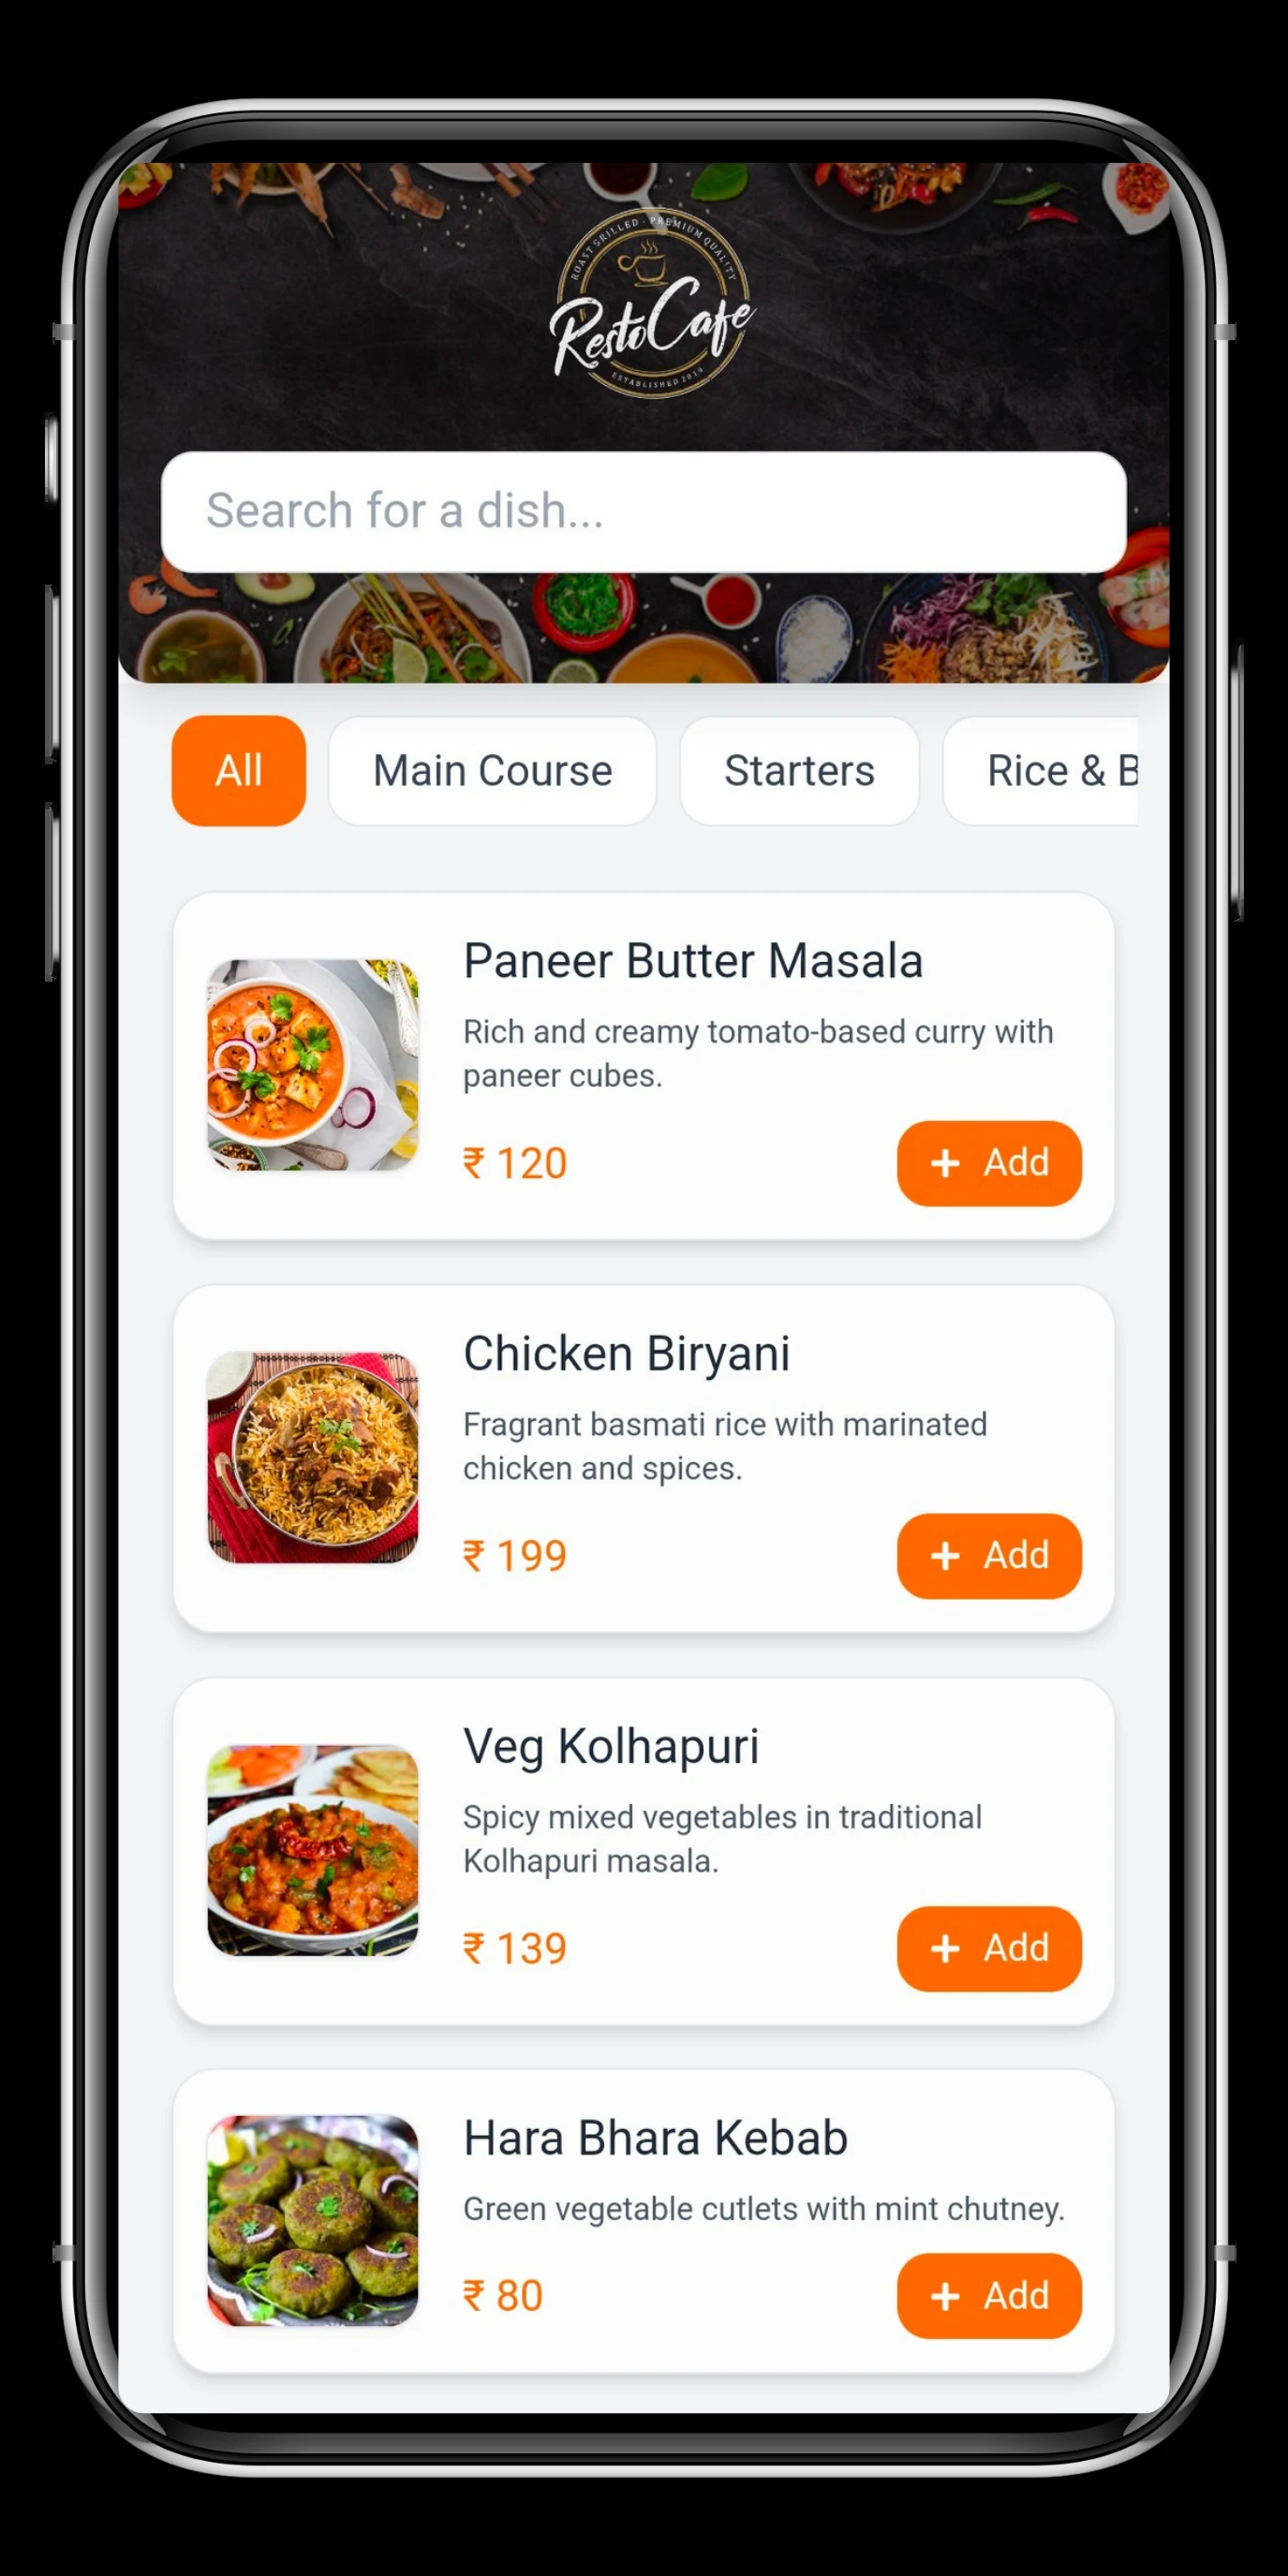 ROAST GRILLED · PREMIUM QUALITY
RestoCafe
ESTABLISHED 2014
Search for a dish...
All
Main Course
Starters
Rice & B
Paneer Butter Masala
Rich and creamy tomato-based curry with
paneer cubes.
₹ 120
+ Add
Chicken Biryani
Fragrant basmati rice with marinated
chicken and spices.
₹ 199
+ Add
Veg Kolhapuri
Spicy mixed vegetables in traditional
Kolhapuri masala.
₹ 139
+ Add
Hara Bhara Kebab
Green vegetable cutlets with mint chutney.
₹ 80
+ Add